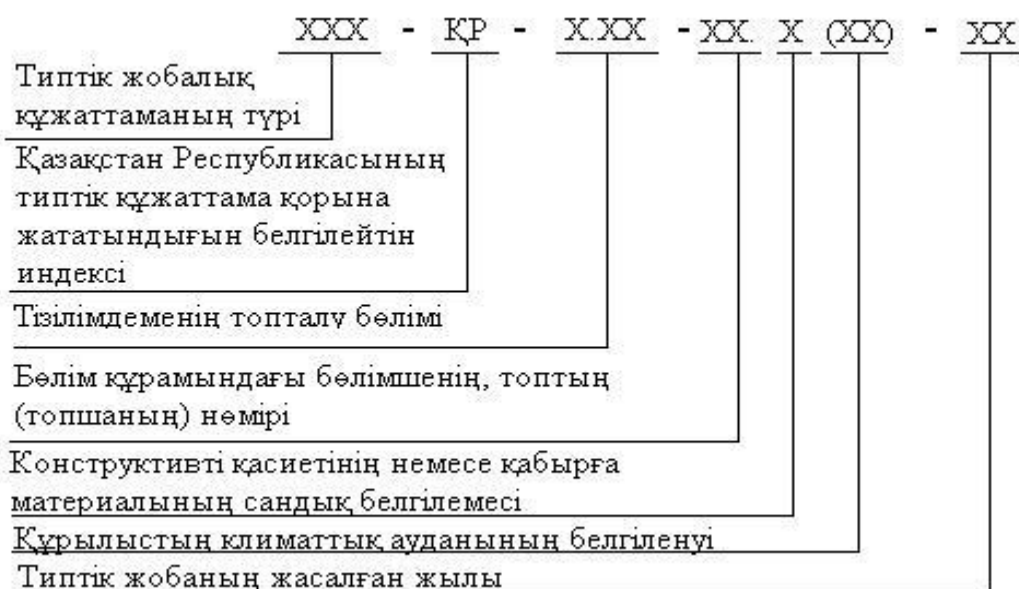 XXX - ҚР - X.XX - XX. X (XX) - XX
Типтік жобалық
құжаттаманың түрі
Қазақстан Республикасының
типтік құжаттама қорына
жататындығын белгілейтін
индексі
Тізілімдеменің топталу бөлімі
Бөлім құрамындағы бөлімшенің, топтың
(топшаның) нөмірі
Конструктивті қасиетінің немесе қабырға
материалының сандық белгілемесі
Құрылыстың климаттық ауданының белгіленуі
Типтік жобаның жасалған жылы